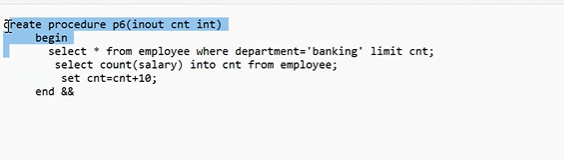 create procedure p6(inout cnt int)
begin
select * from employee where department='banking' limit cnt;
select count(salary) into cnt from employee;
set cnt=cnt+10;
end &&